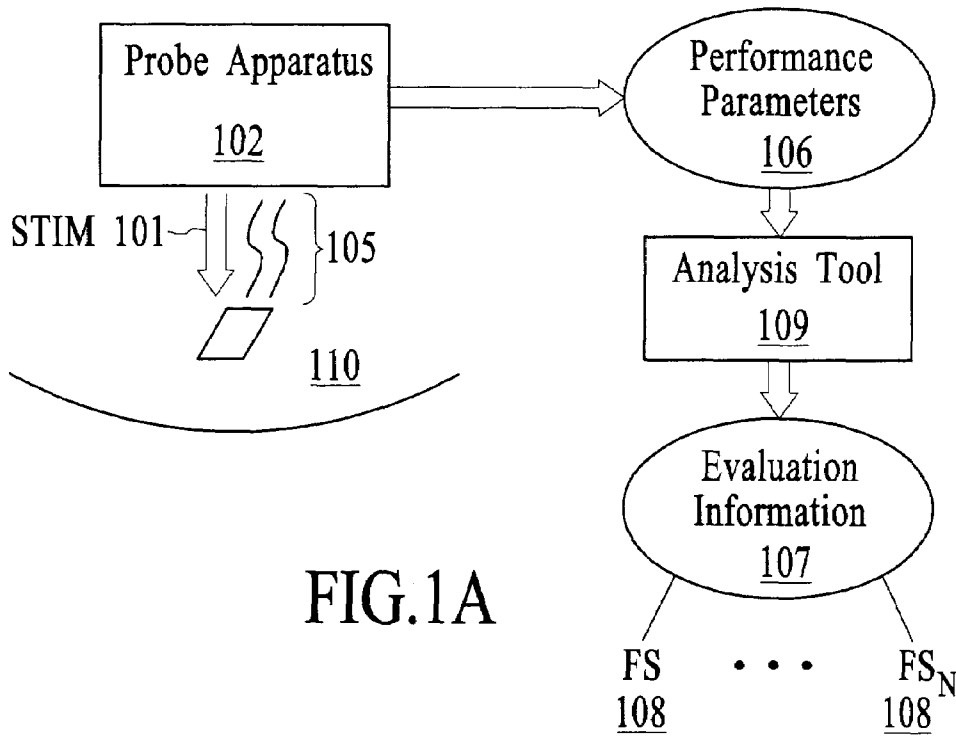 Probe Apparatus
102
Performance
Parameters
106
STIM 101
105
Analysis Tool
109
110
Evaluation
Information
107
FIG.1A
FS • • • FS_N
108 108